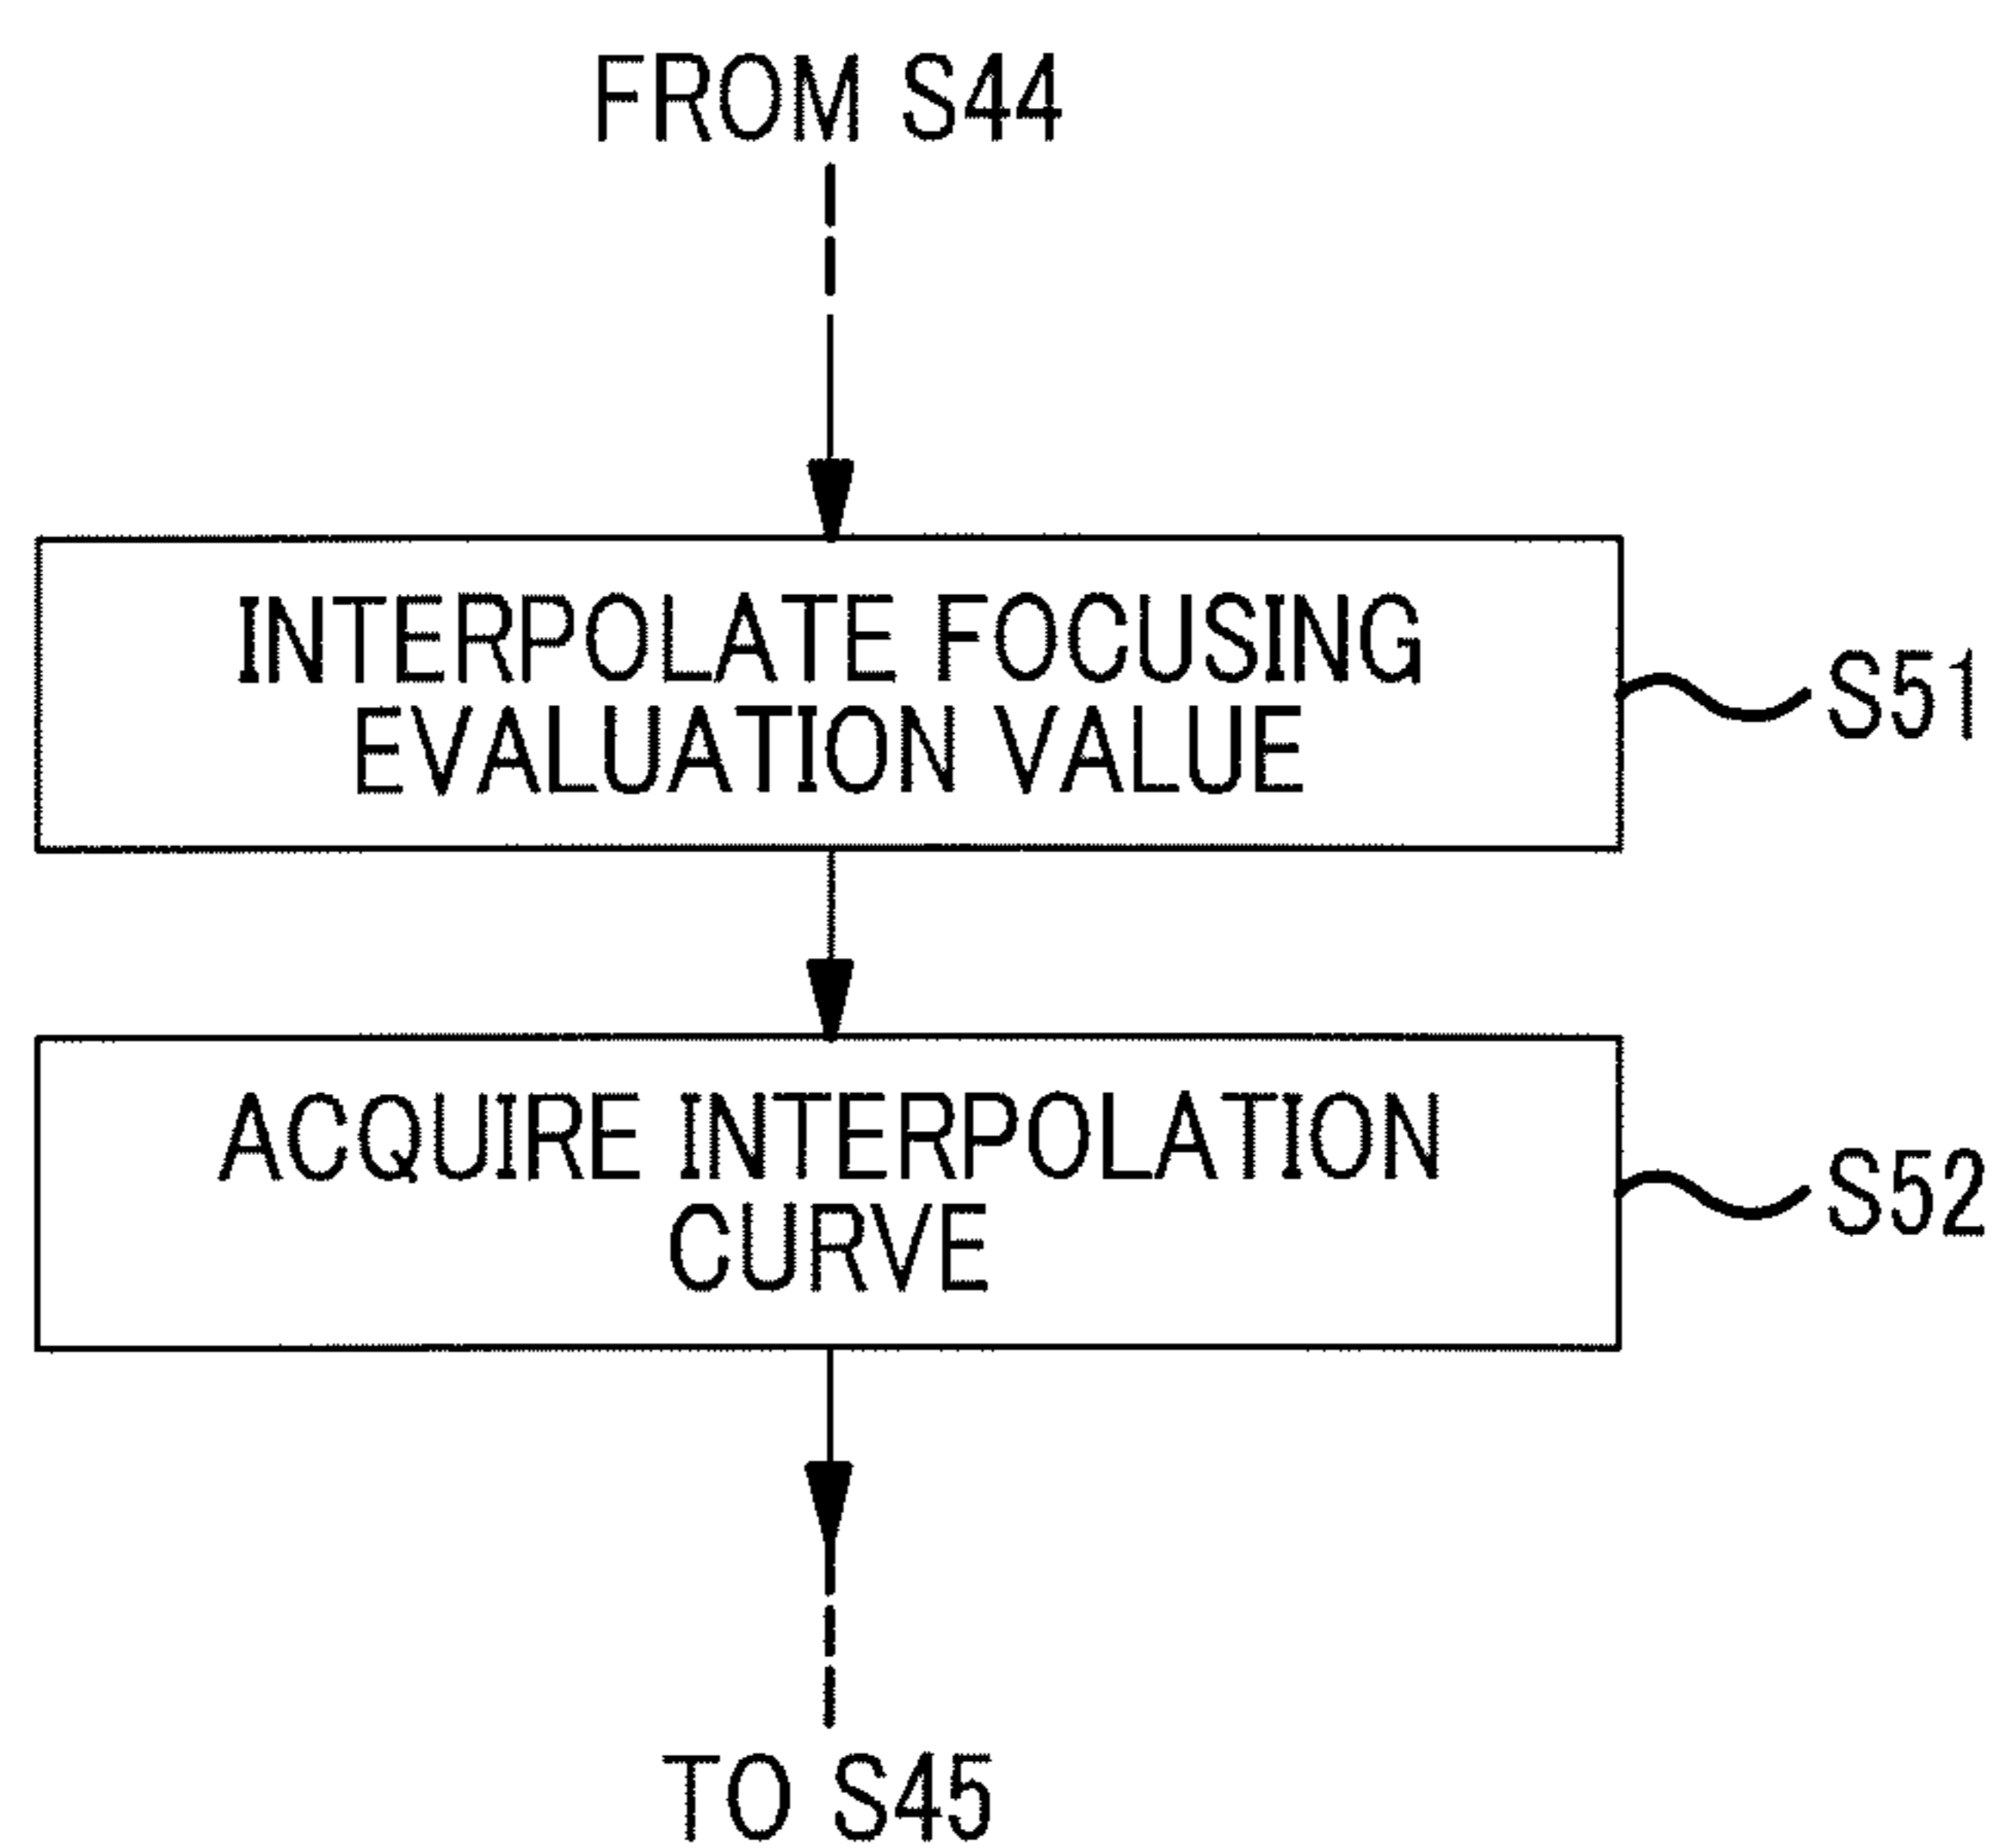 FROM S44
INTERPOLATE FOCUSING
EVALUATION VALUE
S51
ACQUIRE INTERPOLATION
CURVE
S52
TO S45